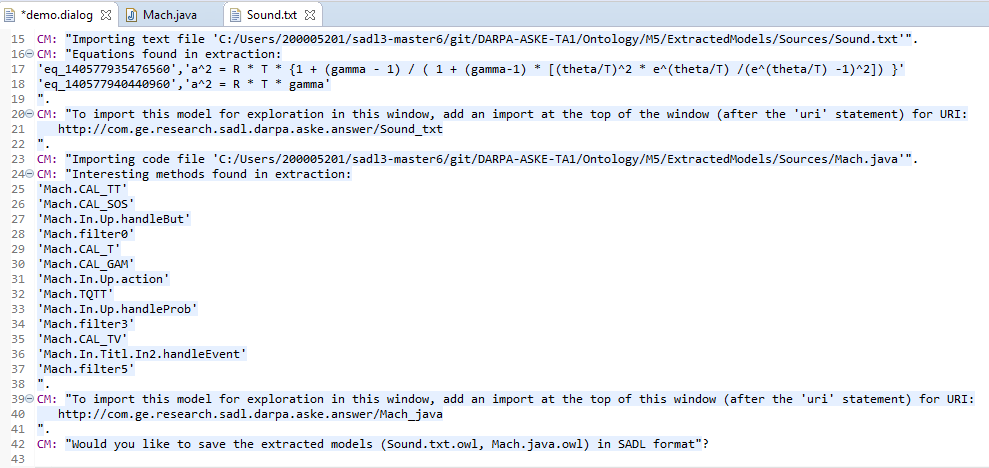 *demo.dialog Mach.java Sound.txt
15 CM: "Importing text file 'C:/Users/200005201/sadl3-master6/git/DARPA-ASKE-TA1/Ontology/M5/ExtractedModels/Sources/Sound.txt'".
16 CM: "Equations found in extraction:
17 'eq_140577935476560','a^2 = R * T * {1 + (gamma - 1) / ( 1 + (gamma-1) * [(theta/T)^2 * e^(theta/T) /(e^(theta/T) -1)^2]) }'
18 'eq_140577940440960','a^2 = R * T * gamma'
19 ".
20 CM: "To import this model for exploration in this window, add an import at the top of the window (after the 'uri' statement) for URI:
21 http://com.ge.research.sadl.darpa.aske.answer/Sound_txt
22 ".
23 CM: "Importing code file 'C:/Users/200005201/sadl3-master6/git/DARPA-ASKE-TA1/Ontology/M5/ExtractedModels/Sources/Mach.java'".
24 CM: "Interesting methods found in extraction:
25 'Mach.CAL_TT'
26 'Mach.CAL_SOS'
27 'Mach.In.Up.handleBut'
28 'Mach.filter0'
29 'Mach.CAL_T'
30 'Mach.CAL_GAM'
31 'Mach.In.Up.action'
32 'Mach.TQTT'
33 'Mach.In.Up.handleProb'
34 'Mach.filter3'
35 'Mach.CAL_TV'
36 'Mach.In.Titl.In2.handleEvent'
37 'Mach.filter5'
38 ".
39 CM: "To import this model for exploration in this window, add an import at the top of this window (after the 'uri' statement) for URI:
40 http://com.ge.research.sadl.darpa.aske.answer/Mach_java
41 ".
42 CM: "Would you like to save the extracted models (Sound.txt.owl, Mach.java.owl) in SADL format"?
43